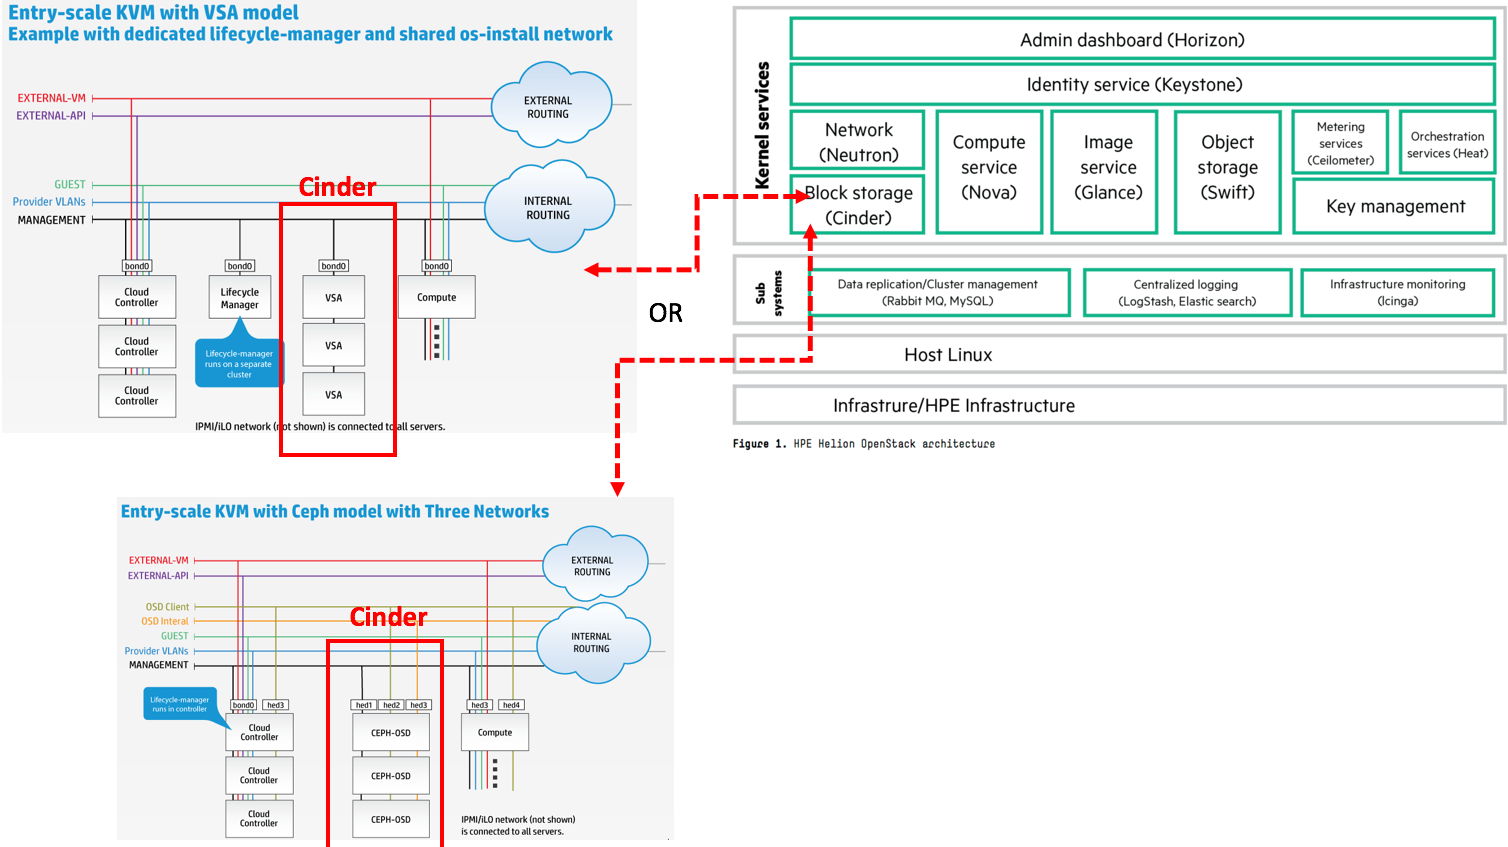 Entry-scale KVM with VSA model
Example with dedicated lifecycle-manager and shared os-install network
EXTERNAL-VM
EXTERNAL-API
EXTERNAL
ROUTING
GUEST
Provider VLANs
MANAGEMENT
Cinder
INTERNAL
ROUTING
bond0
bond0
bond0
bond0
Cloud
Controller
Lifecycle
Manager
VSA
Compute
Cloud
Controller
Lifecycle-manager
runs on a separate
cluster
VSA
Cloud
Controller
VSA
IPMI/iLO network (not shown) is connected to all servers.
OR
Kernel services
Admin dashboard (Horizon)
Identity service (Keystone)
Network
(Neutron)
Compute
service
(Nova)
Image
service
(Glance)
Object
storage
(Swift)
Metering
services
(Ceilometer)
Orchestration
services (Heat)
Block storage
(Cinder)
Key management
Sub
systems
Data replication/Cluster management
(Rabbit MQ, MySQL)
Centralized logging
(LogStash, Elastic search)
Infrastructure monitoring
(Icinga)
Host Linux
Infrastrure/HPE Infrastructure
Figure 1. HPE Helion OpenStack architecture
Entry-scale KVM with Ceph model with Three Networks
EXTERNAL-VM
EXTERNAL-API
EXTERNAL
ROUTING
OSD Client
OSD Interal
GUEST
Provider VLANs
MANAGEMENT
Cinder
INTERNAL
ROUTING
Lifecycle-manager
runs in controller
bond0
hed3
hed1
hed2
hed3
hed3
hed4
Cloud
Controller
CEPH-OSD
Compute
Cloud
Controller
CEPH-OSD
Cloud
Controller
CEPH-OSD
IPMI/iLO network (not shown)
is connected to all servers.